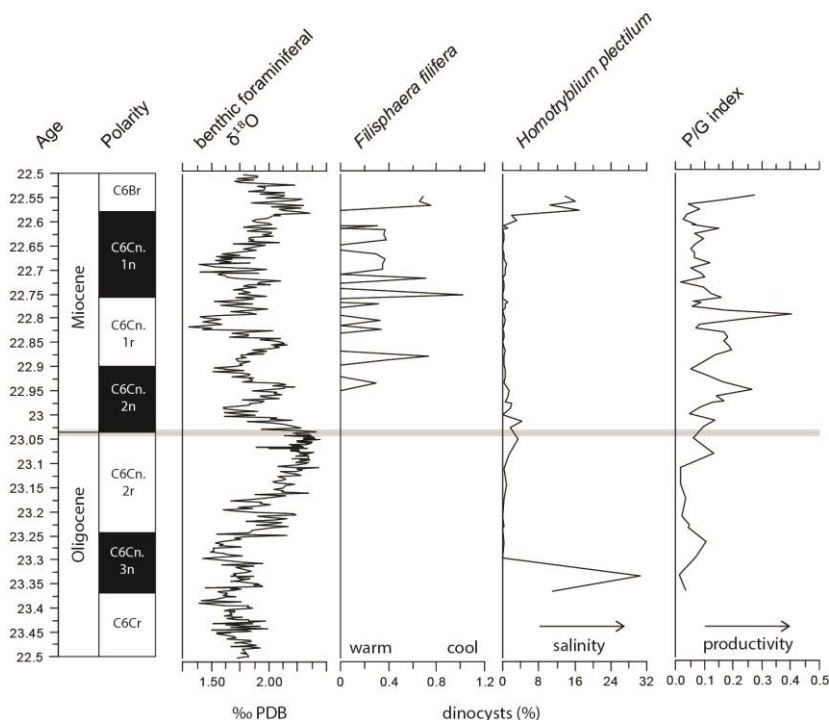 Age
Polarity
benthic foraminiferal
δ18O
Filisphaera filifera
Homotryblium plectilum
P/G index
22.5
22.55
22.6
22.65
22.7
22.75
22.8
22.85
22.9
22.95
23
23.05
23.1
23.15
23.2
23.25
23.3
23.35
23.4
23.45
22.5
Miocene
Oligocene
C6Br
C6Cn.
1n
C6Cn.
1r
C6Cn.
2n
C6Cn.
2r
C6Cn.
3n
C6Cr
warm cool
salinity
productivity
1.50 2.00
0 0.4 0.8 1.2
0 8 16 24 32
0.0 0.1 0.2 0.3 0.4 0.5
‰ PDB
dinocysts (%)